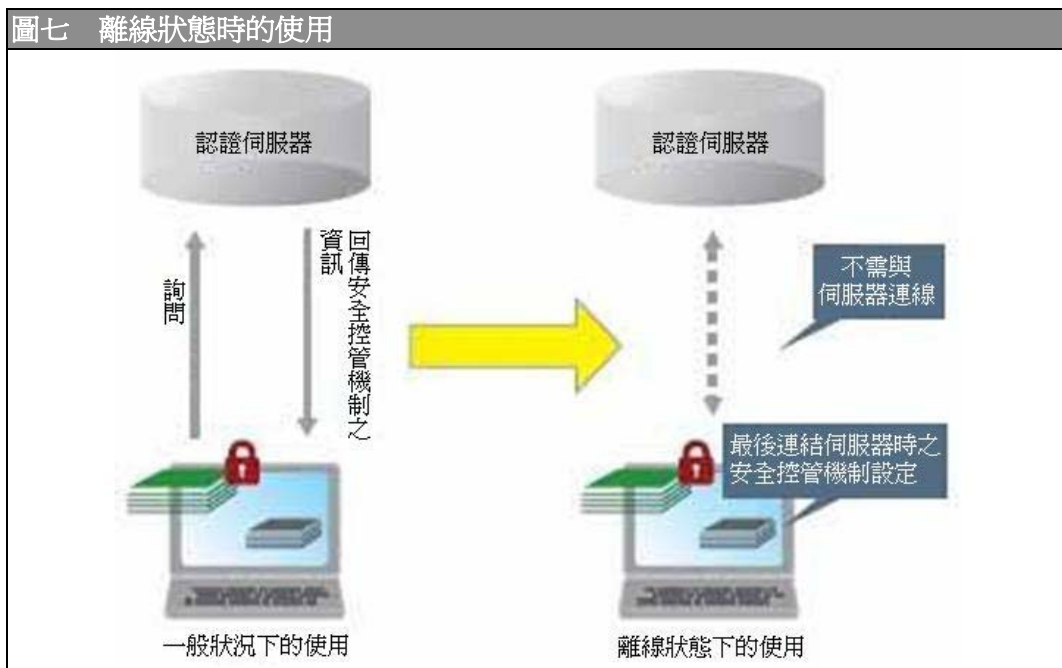 圖七　離線狀態時的使用
認證伺服器
詢問
回傳安全控管機制之
資訊
一般狀況下的使用
認證伺服器
不需與
伺服器連線
最後連結伺服器時之
安全控管機制設定
離線狀態下的使用